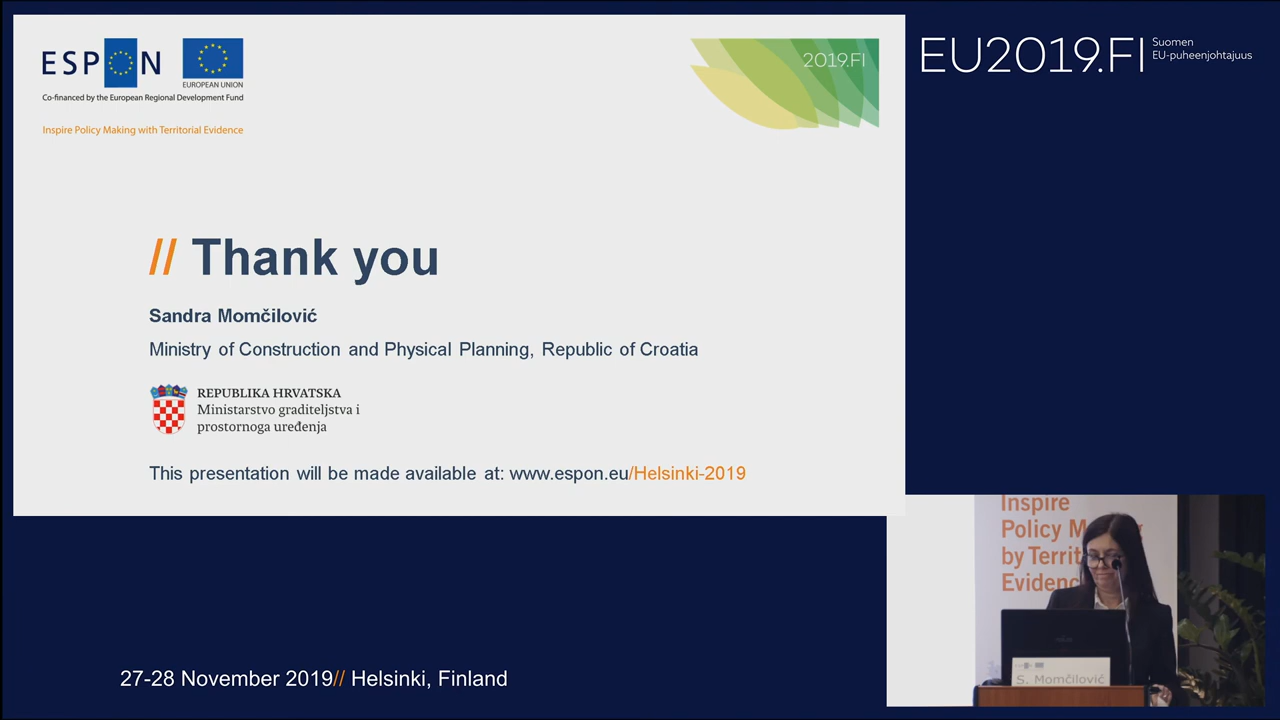 ESPON
EUROPEAN UNION
Co-financed by the European Regional Development Fund
Inspire Policy Making with Territorial Evidence
2019.FI
EU2019.FI
Suomen
EU-puheenjohtajuus
// Thank you
Sandra Momčilović
Ministry of Construction and Physical Planning, Republic of Croatia
REPUBLIKA HRVATSKA
Ministarstvo graditeljstva i
prostornoga uređenja
This presentation will be made available at: www.espon.eu/Helsinki-2019
Inspire
Policy M
by Territ
Evidenc
S. Momčilović
27-28 November 2019// Helsinki, Finland